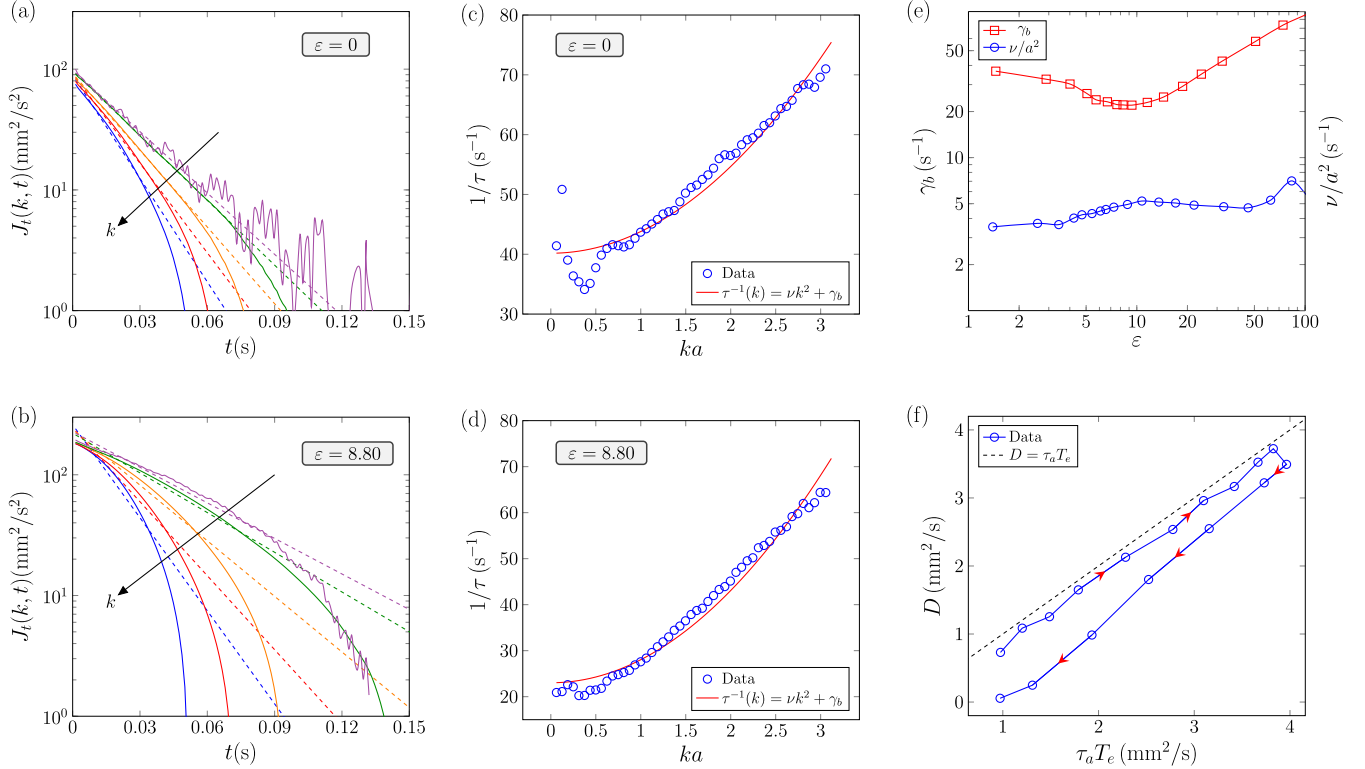 (a)
ε = 0
J_t(k, t)(mm²/s²)
10²
10¹
10⁰
k
0
0.03
0.06
0.09
0.12
0.15
t(s)
(c)
ε = 0
1/τ (s⁻¹)
80
70
60
50
40
30
Data
τ⁻¹(k) = νk² + γ_b
0
0.5
1
1.5
2
2.5
3
ka
(e)
γ_b
ν/a²
γ_b (s⁻¹)
50
20
10
5
2
ν/a² (s⁻¹)
1
2
5
10
20
50
100
ε
(b)
ε = 8.80
J_t(k, t)(mm²/s²)
10²
10¹
10⁰
k
0
0.03
0.06
0.09
0.12
0.15
t(s)
(d)
ε = 8.80
1/τ (s⁻¹)
80
70
60
50
40
30
20
Data
τ⁻¹(k) = νk² + γ_b
0
0.5
1
1.5
2
2.5
3
ka
(f)
Data
D = τ_aT_e
D (mm²/s)
4
3
2
1
0
1
2
3
4
τ_aT_e (mm²/s)